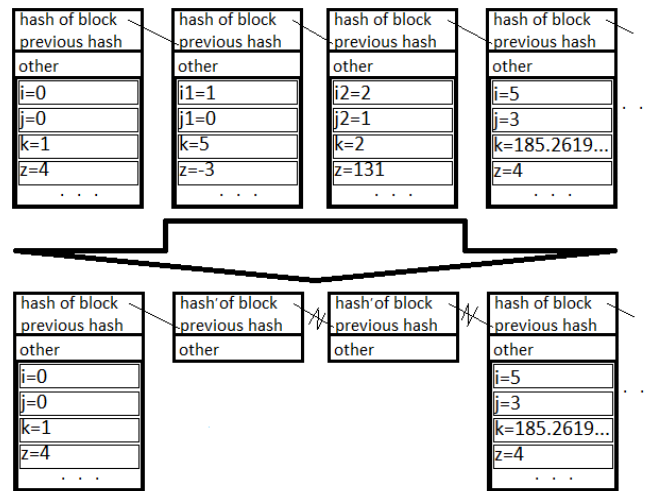 hash of block
previous hash
other
i=0
j=0
k=1
z=4
. . .
hash of block
previous hash
other
i1=1
j1=0
k=5
z=-3
. . .
hash of block
previous hash
other
i2=2
j2=1
k=2
z=131
. . .
hash of block
previous hash
other
i=5
j=3
k=185.2619...
z=4
. . .
. .
hash of block
previous hash
other
i=0
j=0
k=1
z=4
. . .
hash'of block
previous hash
other
hash'of block
previous hash
other
hash of block
previous hash
other
i=5
j=3
k=185.2619...
z=4
. . .
. .